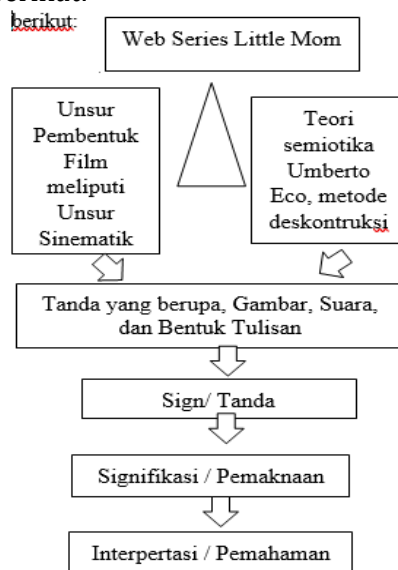 berikut:
Web Series Little Mom
Unsur
Pembentuk
Film
meliputi
Unsur
Sinematik
Teori
semiotika
Umberto
Eco, metode
deskontruksi
Tanda yang berupa, Gambar, Suara,
dan Bentuk Tulisan
Sign/ Tanda
Signifikasi / Pemaknaan
Interpertasi / Pemahaman